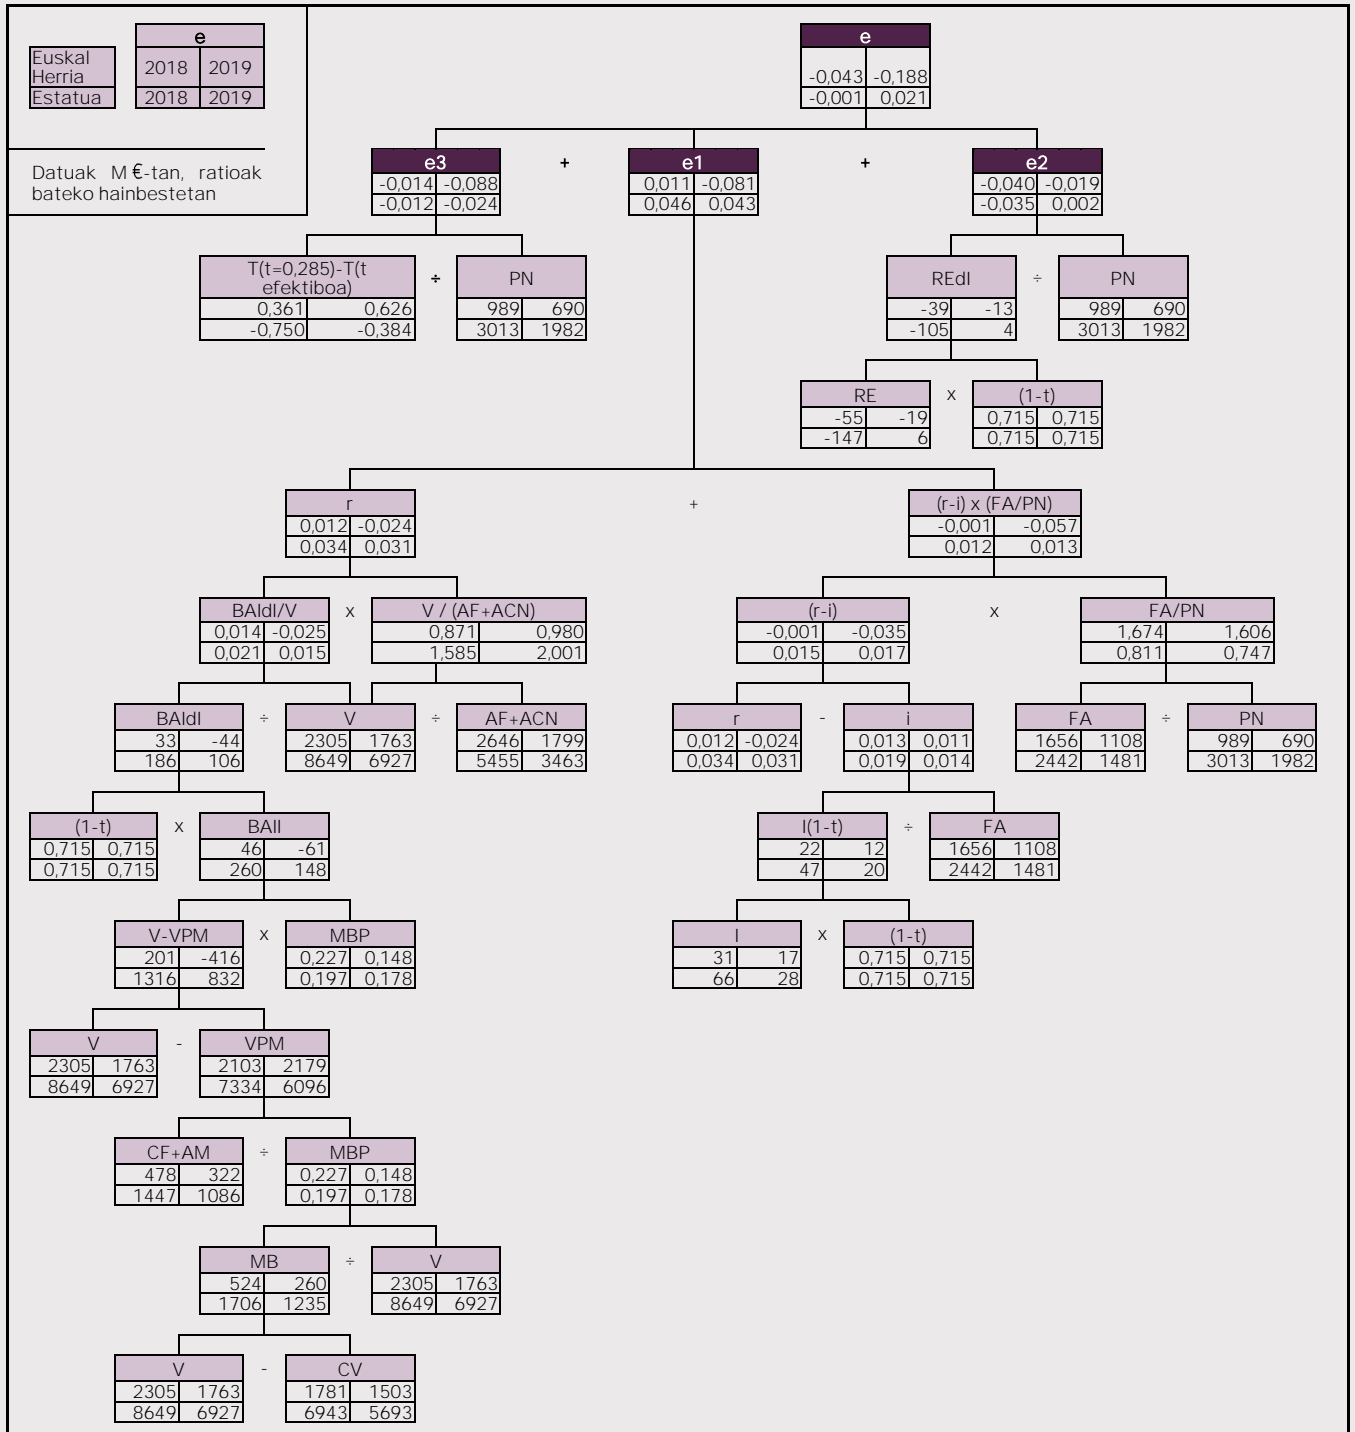 e
Euskal
Herria
2018 2019
Estatua 2018 2019
Datuak M€-tan, ratioak
bateko hainbestetan
e
-0,043 -0,188
-0,001 0,021
e3 + e1 + e2
-0,014 -0,088 0,011 -0,081 -0,040 -0,019
-0,012 -0,024 0,046 0,043 -0,035 0,002
T(t=0,285)-T(t
efektiboa)
÷ PN REdI ÷ PN
0,361 0,626 989 690 -39 -13 989 690
-0,750 -0,384 3013 1982 -105 4 3013 1982
RE x (1-t)
-55 -19 0,715 0,715
-147 6 0,715 0,715
r + (r-i) x (FA/PN)
0,012 -0,024 -0,001 -0,057
0,034 0,031 0,012 0,013
BAIdI/V x V / (AF+ACN) (r-i) x FA/PN
0,014 -0,025 0,871 0,980 -0,001 -0,035 1,674 1,606
0,021 0,015 1,585 2,001 0,015 0,017 0,811 0,747
BAIdI ÷ V ÷ AF+ACN r - i FA ÷ PN
33 -44 2305 1763 2646 1799 0,012 -0,024 0,013 0,011 1656 1108 989 690
186 106 8649 6927 5455 3463 0,034 0,031 0,019 0,014 2442 1481 3013 1982
(1-t) x BAII I(1-t) ÷ FA
0,715 0,715 46 -61 22 12 1656 1108
0,715 0,715 260 148 47 20 2442 1481
V-VPM x MBP I x (1-t)
201 -416 0,227 0,148 31 17 0,715 0,715
1316 832 0,197 0,178 66 28 0,715 0,715
V - VPM
2305 1763 2103 2179
8649 6927 7334 6096
CF+AM ÷ MBP
478 322 0,227 0,148
1447 1086 0,197 0,178
MB ÷ V
524 260 2305 1763
1706 1235 8649 6927
V - CV
2305 1763 1781 1503
8649 6927 6943 5693